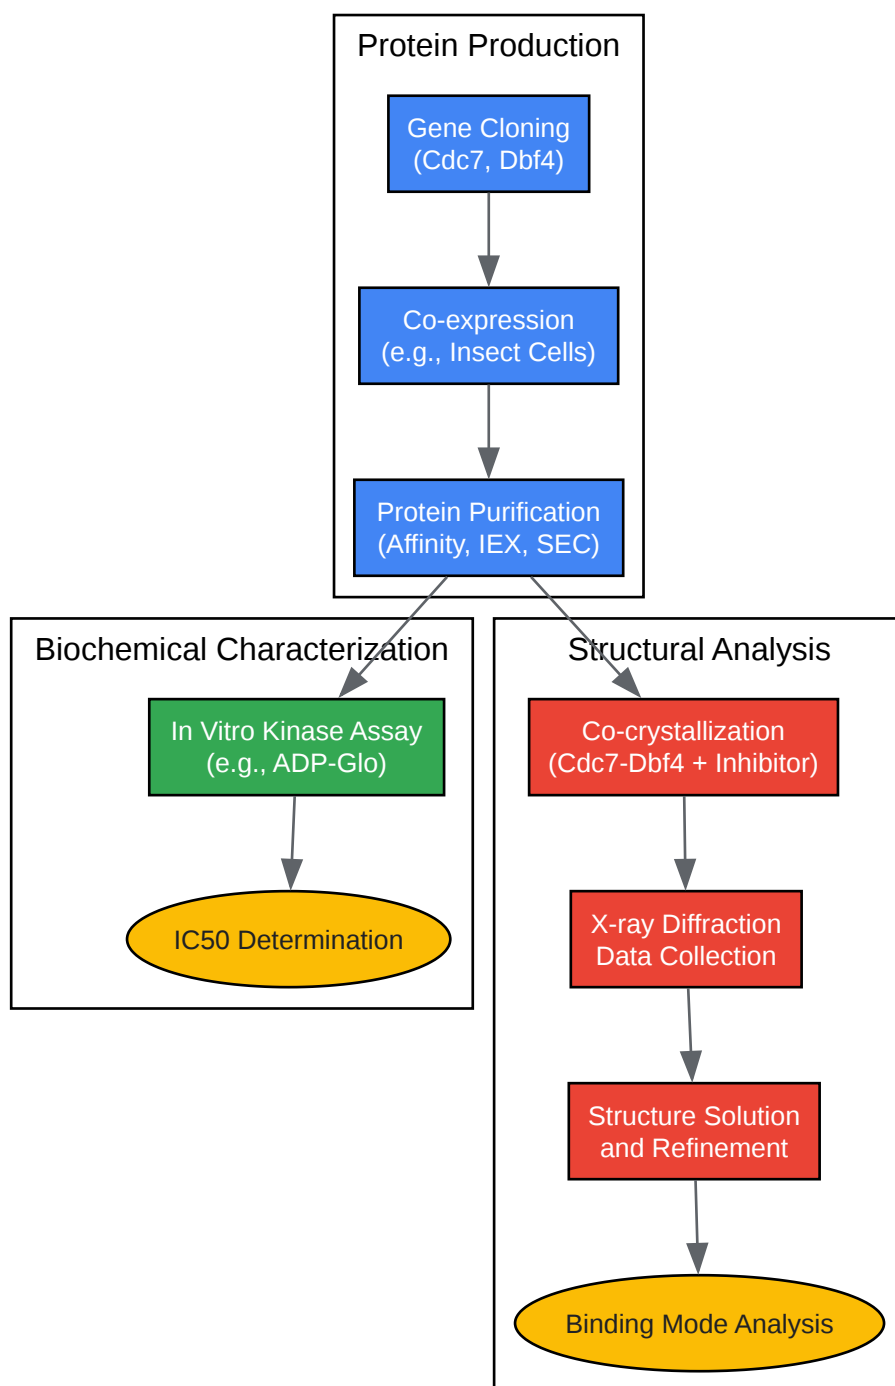 Protein Production
Gene Cloning
(Cdc7, Dbf4)
Co-expression
(e.g., Insect Cells)
Protein Purification
(Affinity, IEX, SEC)
Biochemical Characterization
In Vitro Kinase Assay
(e.g., ADP-Glo)
IC50 Determination
Structural Analysis
Co-crystallization
(Cdc7-Dbf4 + Inhibitor)
X-ray Diffraction
Data Collection
Structure Solution
and Refinement
Binding Mode Analysis